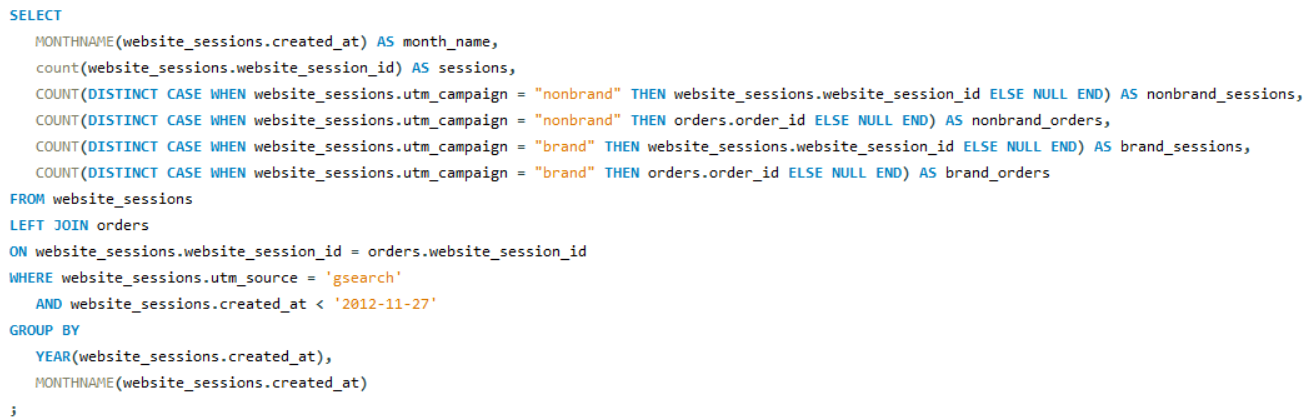 SELECT
MONTHNAME(website_sessions.created_at) AS month_name,
count(website_sessions.website_session_id) AS sessions,
COUNT(DISTINCT CASE WHEN website_sessions.utm_campaign = "nonbrand" THEN website_sessions.website_session_id ELSE NULL END) AS nonbrand_sessions,
COUNT(DISTINCT CASE WHEN website_sessions.utm_campaign = "nonbrand" THEN orders.order_id ELSE NULL END) AS nonbrand_orders,
COUNT(DISTINCT CASE WHEN website_sessions.utm_campaign = "brand" THEN website_sessions.website_session_id ELSE NULL END) AS brand_sessions,
COUNT(DISTINCT CASE WHEN website_sessions.utm_campaign = "brand" THEN orders.order_id ELSE NULL END) AS brand_orders
FROM website_sessions
LEFT JOIN orders
ON website_sessions.website_session_id = orders.website_session_id
WHERE website_sessions.utm_source = 'gsearch'
AND website_sessions.created_at < '2012-11-27'
GROUP BY
YEAR(website_sessions.created_at),
MONTHNAME(website_sessions.created_at)
;